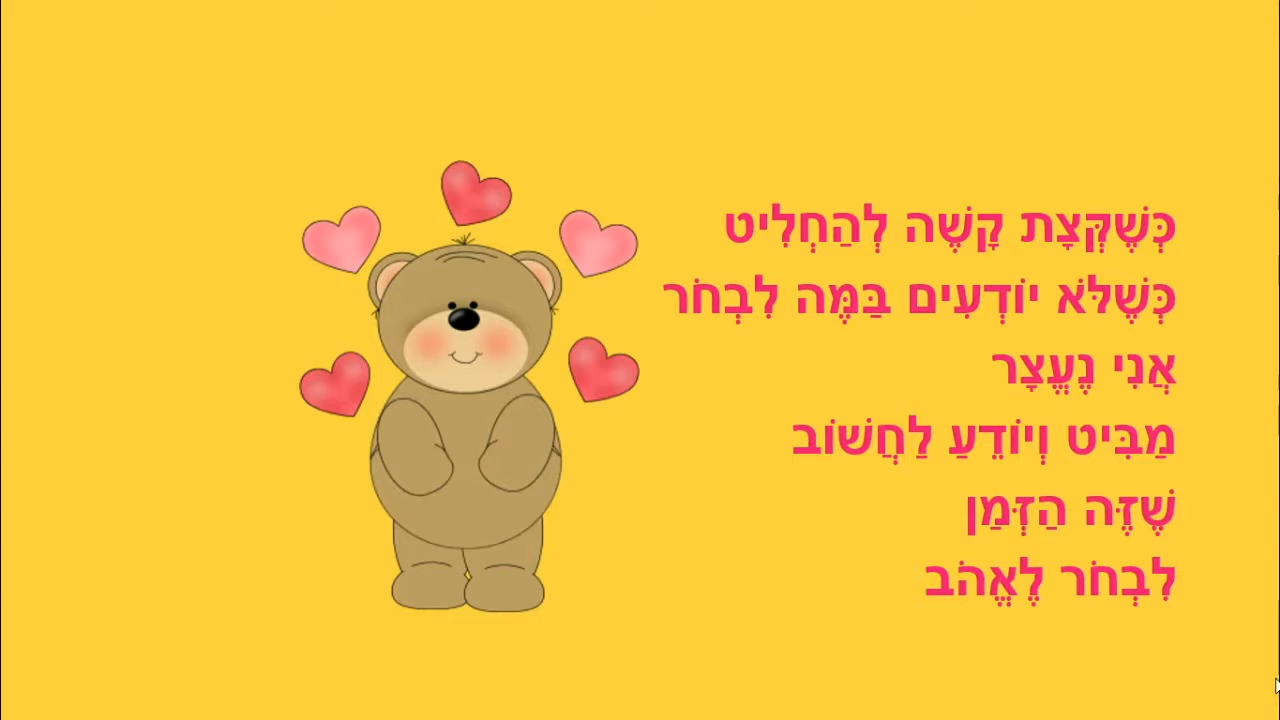 כְּשֶׁקְּצָת קָשֶׁה לְהַחְלִיט
כְּשֶׁלֹּא יוֹדְעִים בַּמֶּה לִבְחֹר
אֲנִי נֶעֱצָר
מַבִּיט וְיוֹדֵעַ לַחֲשׁוֹב
שֶׁזֶּה הַזְּמַן
לִבְחֹר לֶאֱהֹב